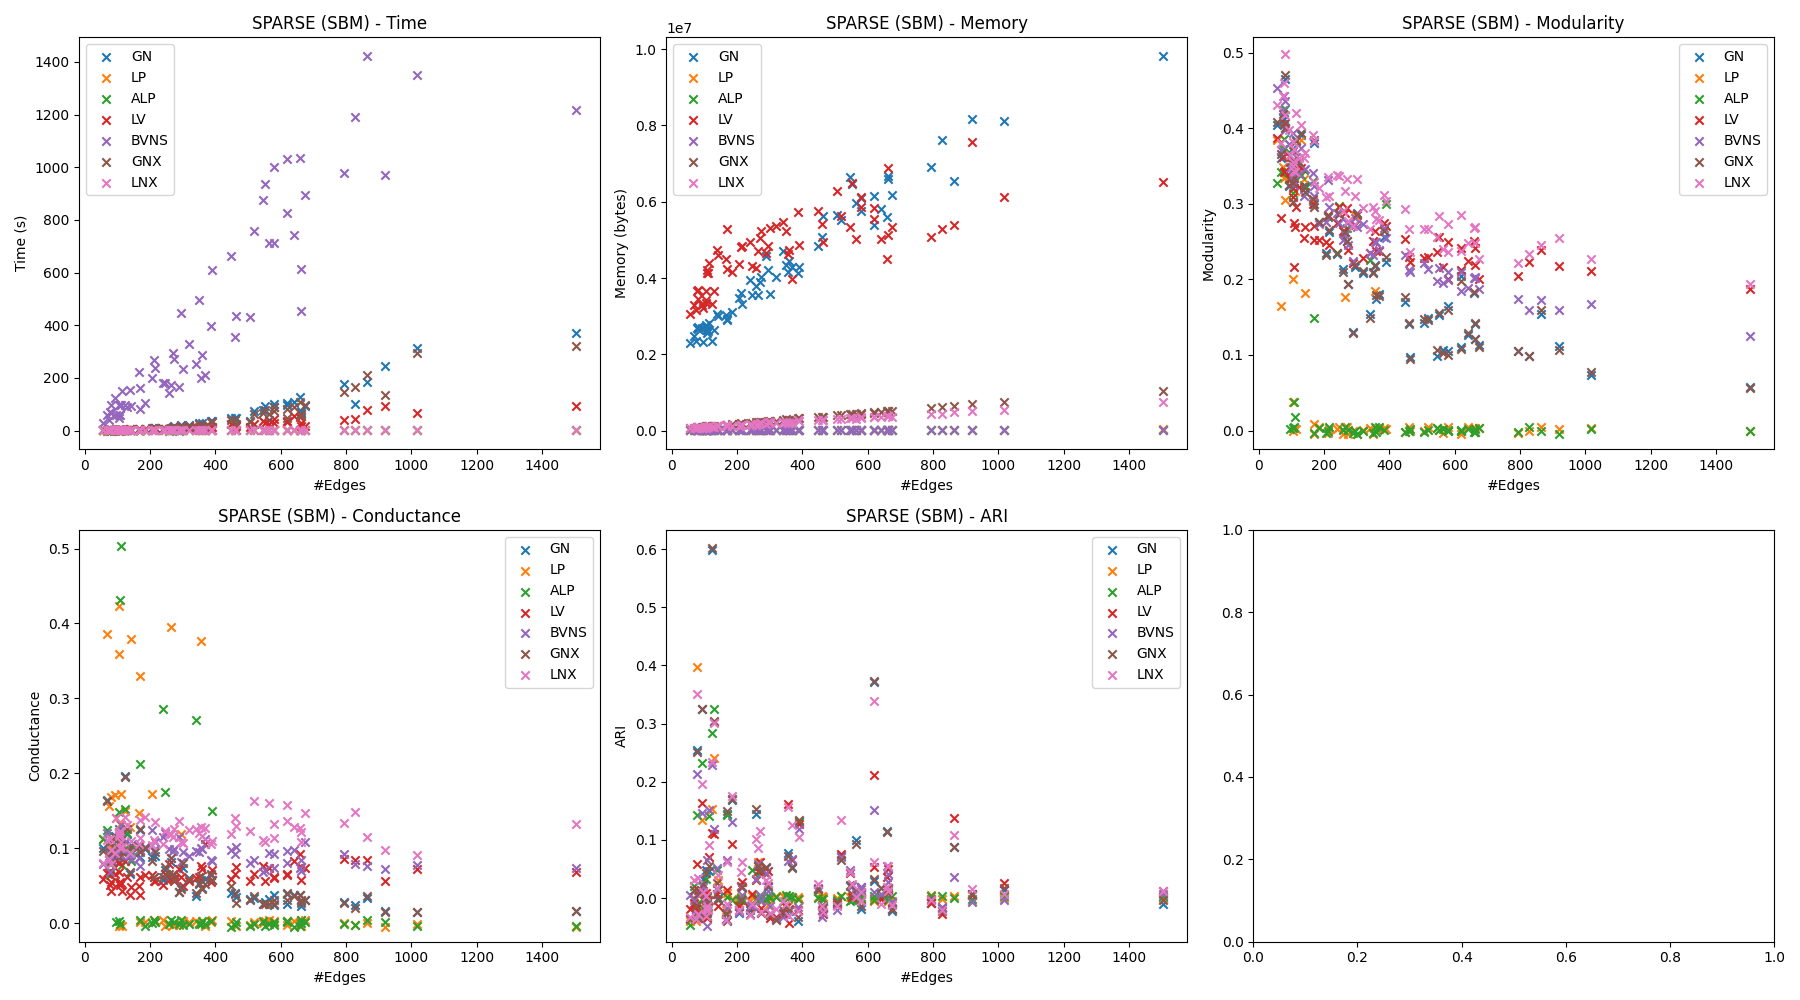 SPARSE (SBM) - Time
1400
1200
1000
800
600
400
200
0
Time (s)
GN
LP
ALP
LV
BVNS
GNX
LNX
0 200 400 600 800 1000 1200 1400
#Edges
SPARSE (SBM) - Memory
1e7
1.0
0.8
0.6
0.4
0.2
0.0
Memory (bytes)
GN
LP
ALP
LV
BVNS
GNX
LNX
0 200 400 600 800 1000 1200 1400
#Edges
SPARSE (SBM) - Modularity
0.5
0.4
0.3
0.2
0.1
0.0
Modularity
GN
LP
ALP
LV
BVNS
GNX
LNX
0 200 400 600 800 1000 1200 1400
#Edges
SPARSE (SBM) - Conductance
0.5
0.4
0.3
0.2
0.1
0.0
Conductance
GN
LP
ALP
LV
BVNS
GNX
LNX
0 200 400 600 800 1000 1200 1400
#Edges
SPARSE (SBM) - ARI
0.6
0.5
0.4
0.3
0.2
0.1
0.0
ARI
GN
LP
ALP
LV
BVNS
GNX
LNX
0 200 400 600 800 1000 1200 1400
#Edges
1.0
0.8
0.6
0.4
0.2
0.0
0.0 0.2 0.4 0.6 0.8 1.0